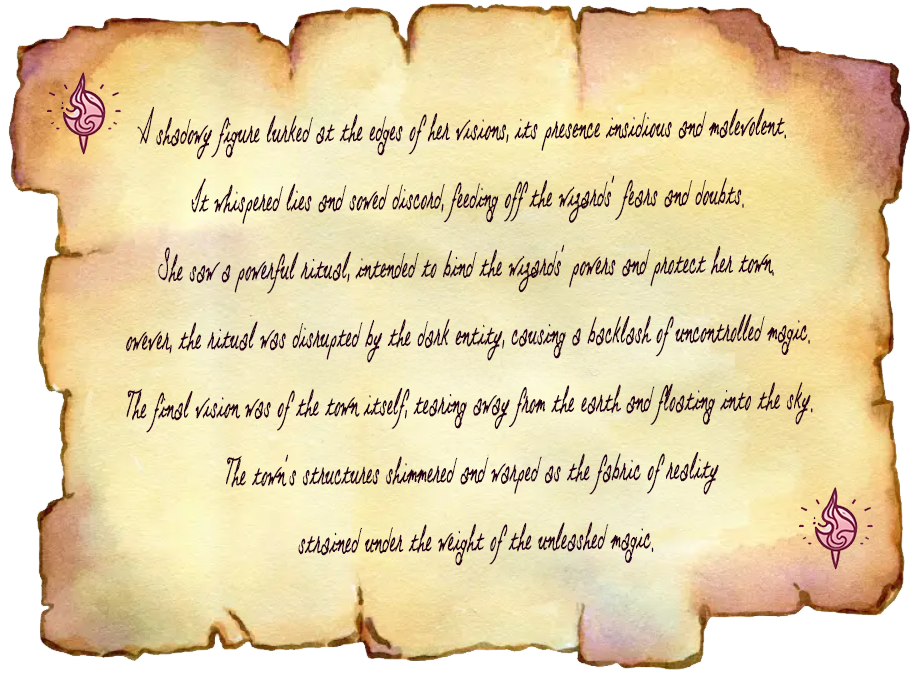 A shadowy figure lurked at the edges of her visions, its presence insidious and malevolent.
It whispered lies and sowed discord, feeding off the wizards' fears and doubts.
She saw a powerful ritual, intended to bind the wizards' powers and protect her town.
owever, the ritual was disrupted by the dark entity, causing a backlash of uncontrolled magic.
The final vision was of the town itself, tearing away from the earth and floating into the sky.
The town's structures shimmered and warped as the fabric of reality
strained under the weight of the unleashed magic.